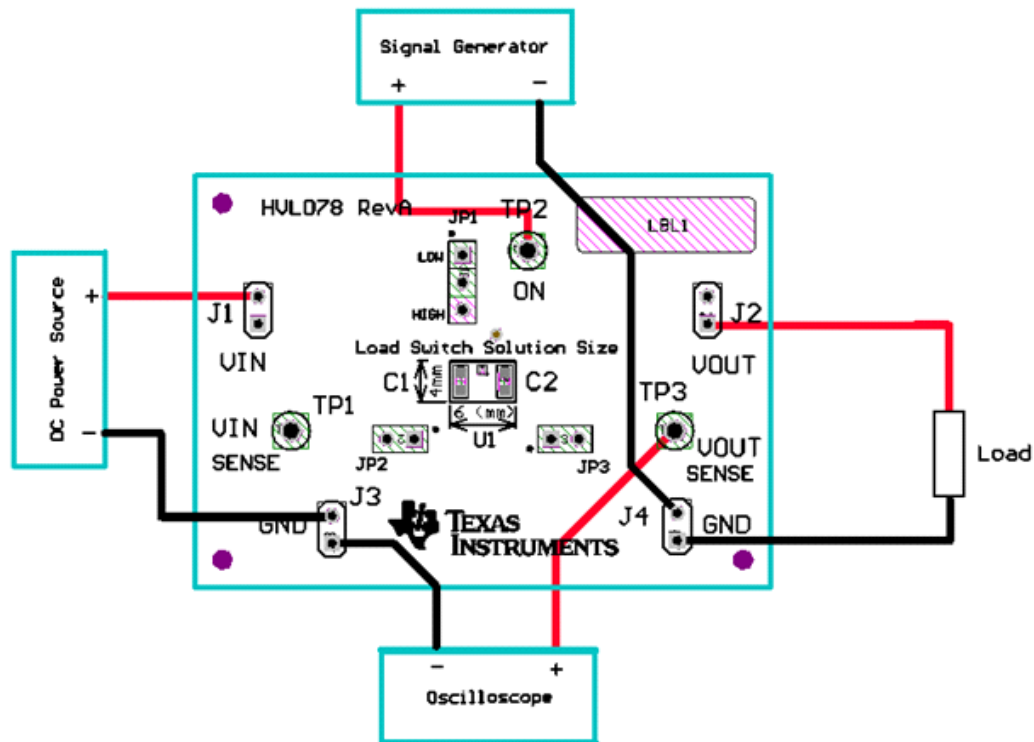 Signal Generator
+ -
HVL078 RevA
JP1
TP2
LBL1
LOW
ON
HIGH
DC Power Source
+
-
J1
VIN
J2
VOUT
Load Switch Solution Size
C1
4mm
C2
6 (mm)
U1
TP1
VIN
SENSE
JP2
JP3
TP3
VOUT
SENSE
Load
J3
GND
TEXAS
INSTRUMENTS
J4
GND
- +
Oscilloscope